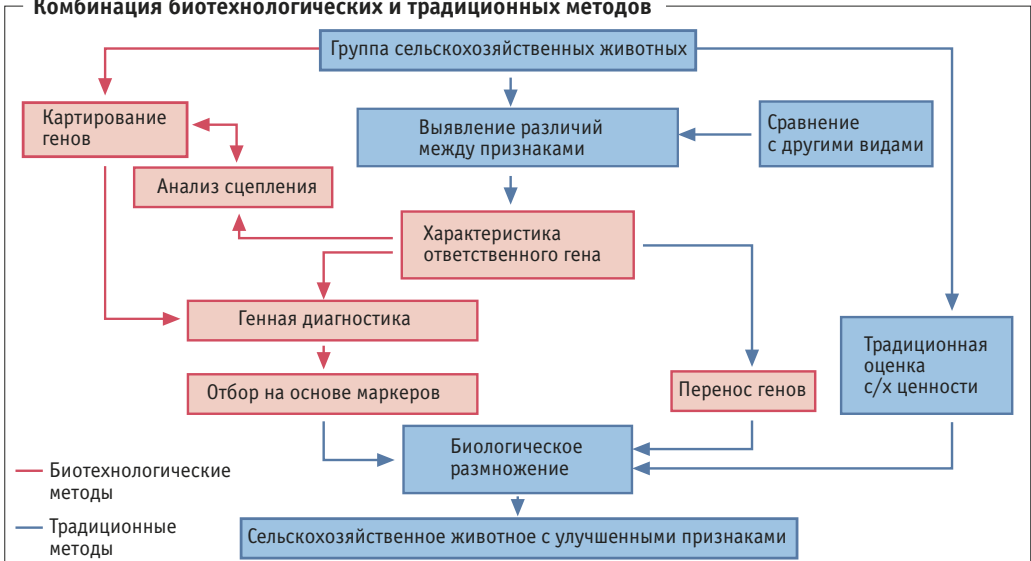 Комбинация биотехнологических и традиционных методов
Группа сельскохозяйственных животных
Картирование
генов
Выявление различий
между признаками
Сравнение
с другими видами
Анализ сцепления
Характеристика
ответственного гена
Генная диагностика
Традиционная
оценка
с/х ценности
Отбор на основе маркеров
Перенос генов
Биологическое
размножение
Биотехнологические
методы
Традиционные
методы
Сельскохозяйственное животное с улучшенными признаками